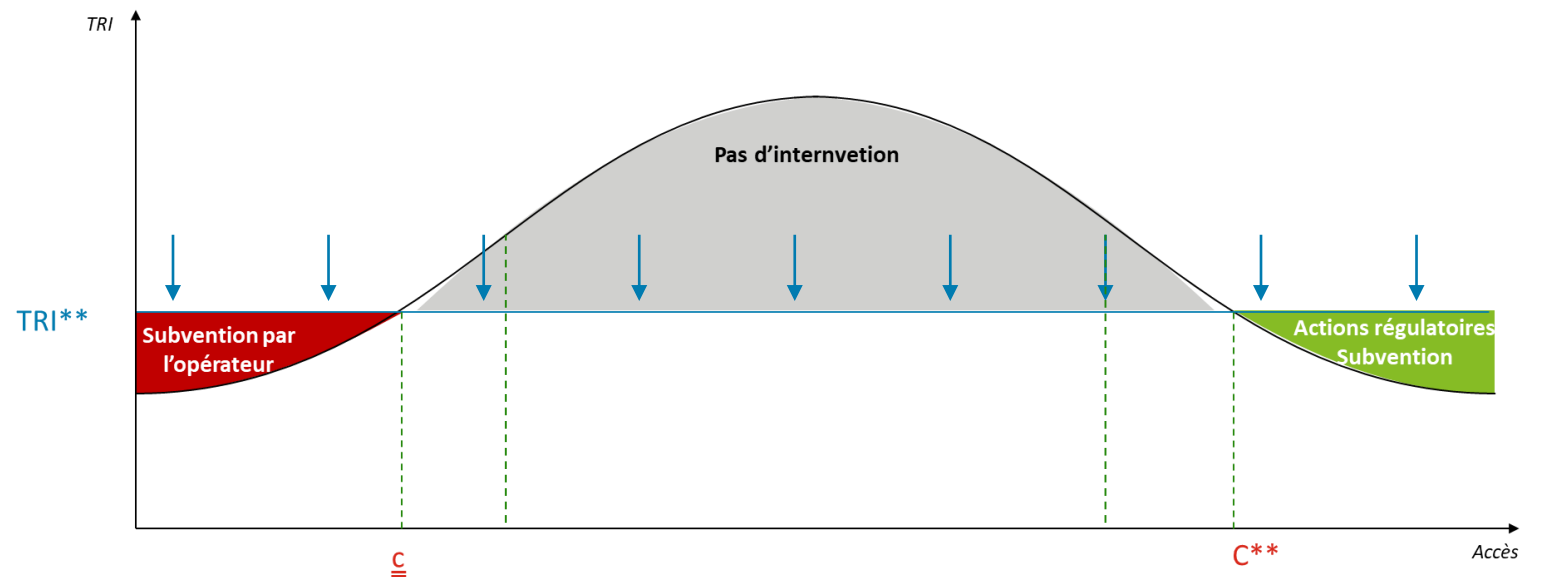 TRI
Pas d’internvetion
TRI**
Subvention par
l’opérateur
Actions régulatoires
Subvention
c
C**
Accès